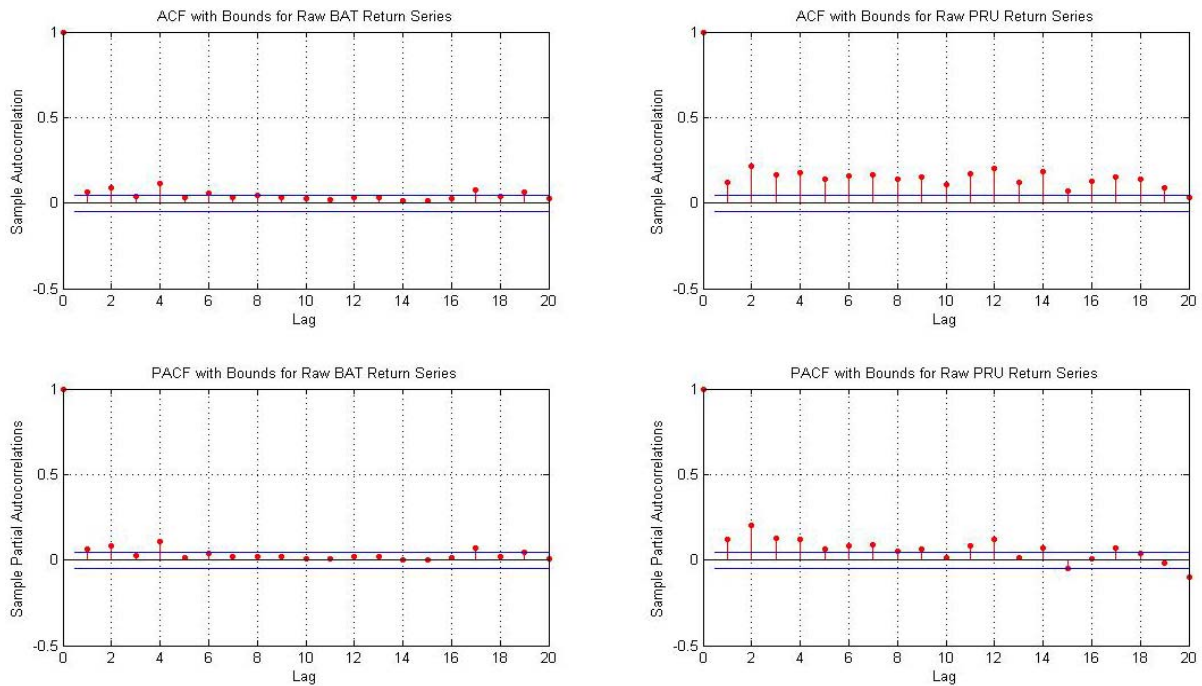 ACF with Bounds for Raw BAT Return Series
1
0.5
0
-0.5
Sample Autocorrelation
0 2 4 6 8 10 12 14 16 18 20
Lag
ACF with Bounds for Raw PRU Return Series
1
0.5
0
-0.5
Sample Autocorrelation
0 2 4 6 8 10 12 14 16 18 20
Lag
PACF with Bounds for Raw BAT Return Series
1
0.5
0
-0.5
Sample Partial Autocorrelations
0 2 4 6 8 10 12 14 16 18 20
Lag
PACF with Bounds for Raw PRU Return Series
1
0.5
0
-0.5
Sample Partial Autocorrelations
0 2 4 6 8 10 12 14 16 18 20
Lag